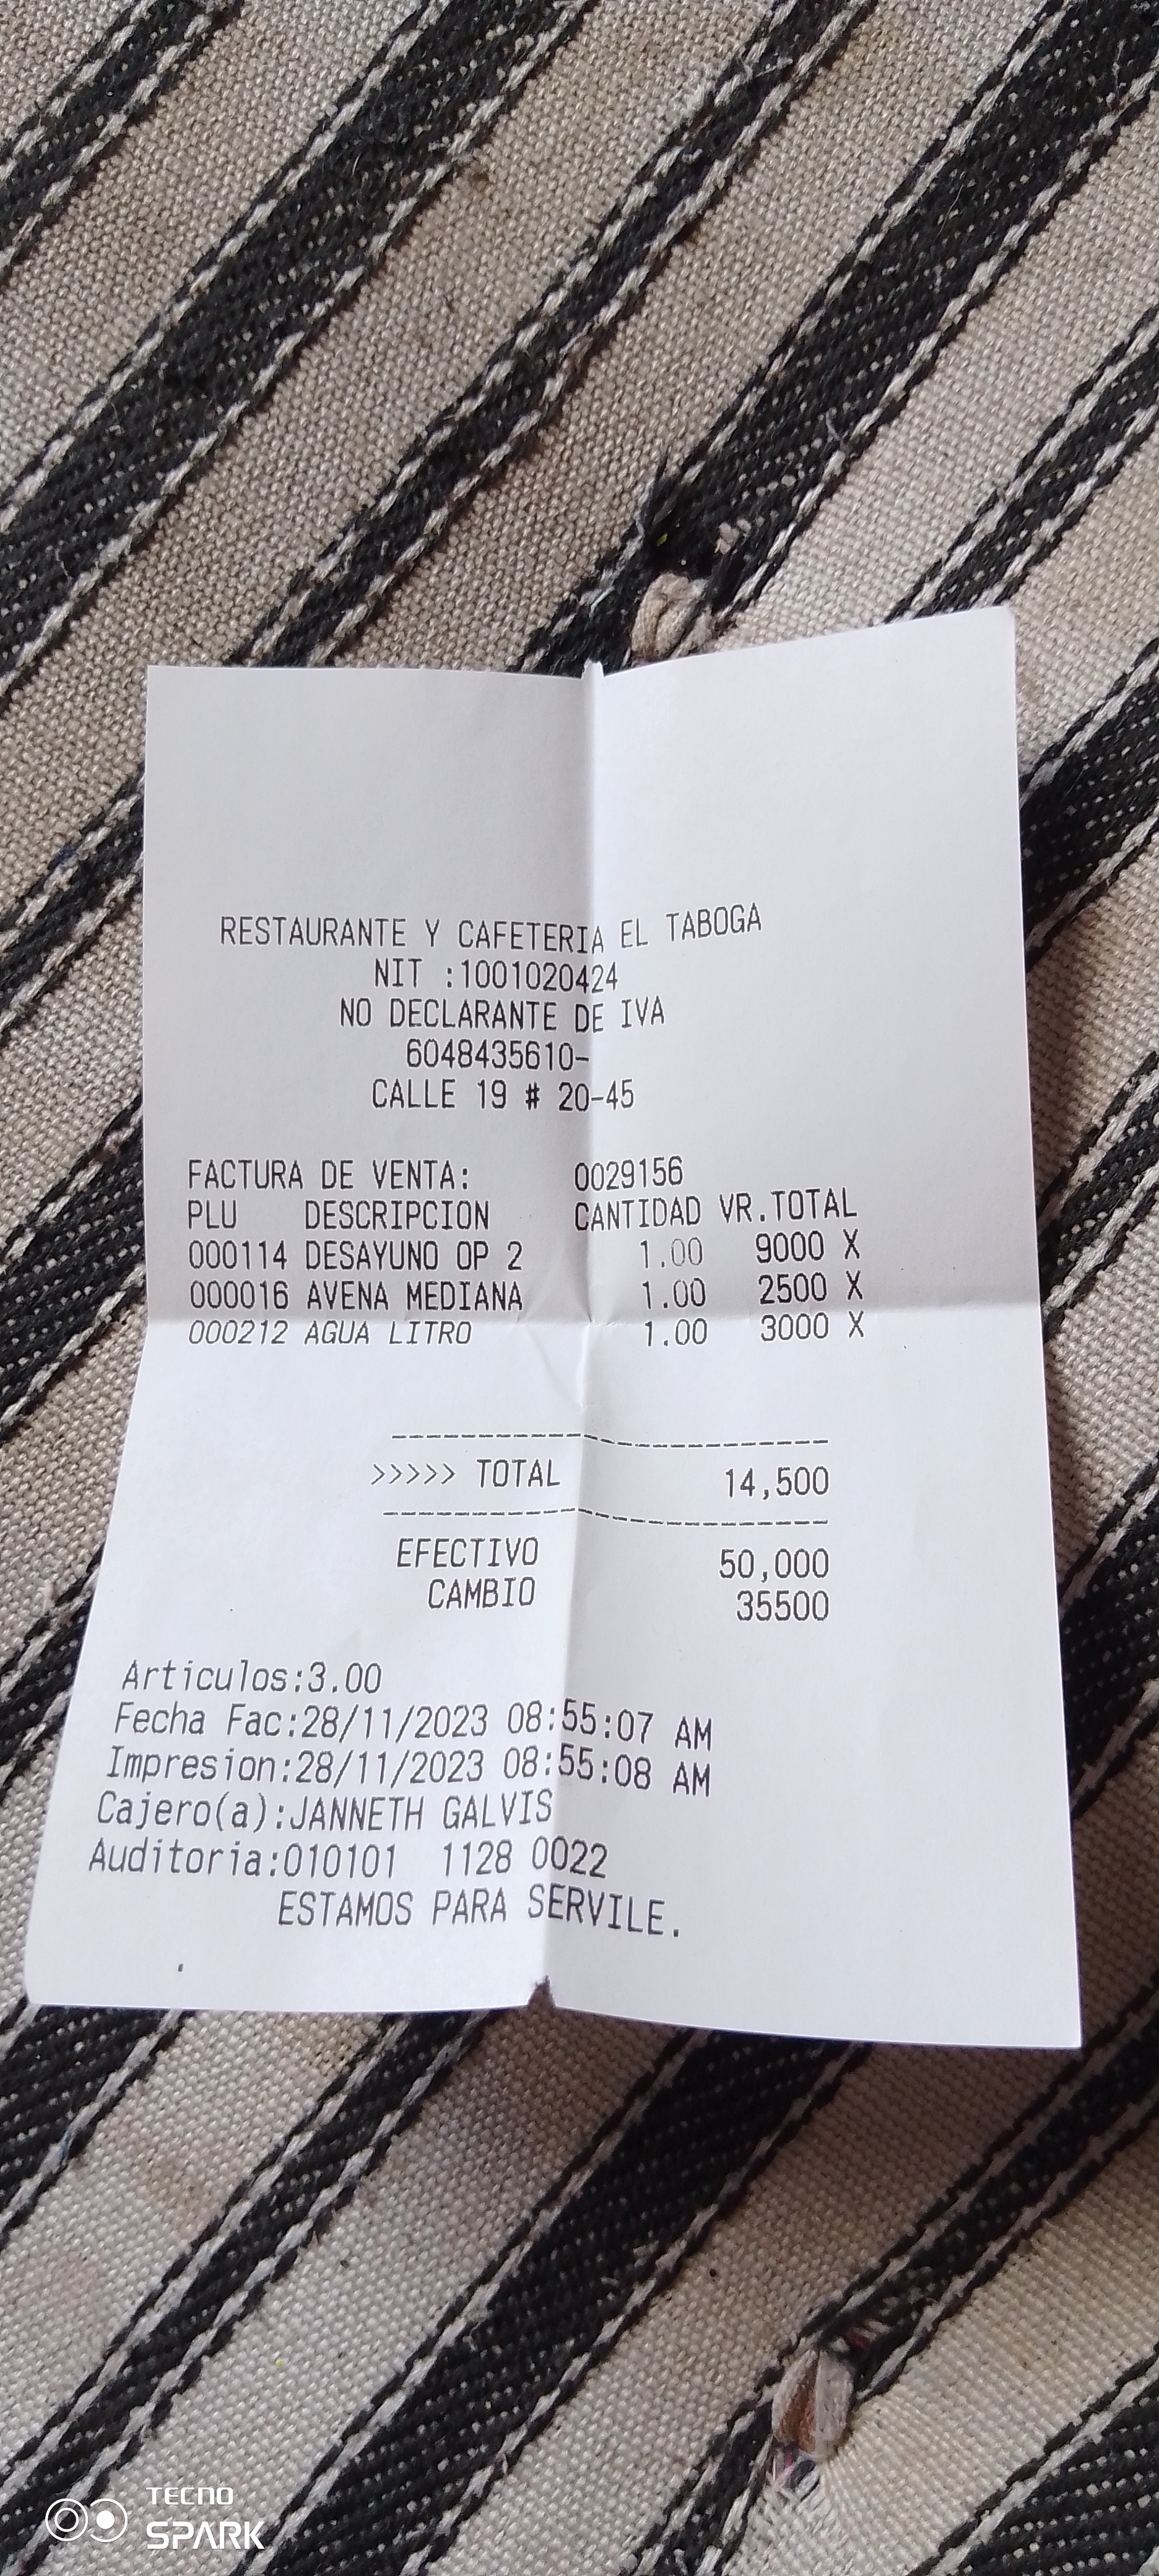 RESTAURANTE Y CAFETERIA EL TABOGA
NIT :1001020424
NO DECLARANTE DE IVA
6048435610-
CALLE 19 # 20-45
FACTURA DE VENTA: 0029156
PLU DESCRIPCION CANTIDAD VR.TOTAL
000114 DESAYUNO OP 2 1.00 9000 X
000016 AVENA MEDIANA 1.00 2500 X
000212 AGUA LITRO 1.00 3000 X
--------------------------
>>>>> TOTAL 14,500
--------------------------
EFECTIVO 50,000
CAMBIO 35500
Articulos:3.00
Fecha Fac:28/11/2023 08:55:07 AM
Impresion:28/11/2023 08:55:08 AM
Cajero(a):JANNETH GALVIS
Auditoria:010101 1128 0022
ESTAMOS PARA SERVILE.
TECNO
SPARK